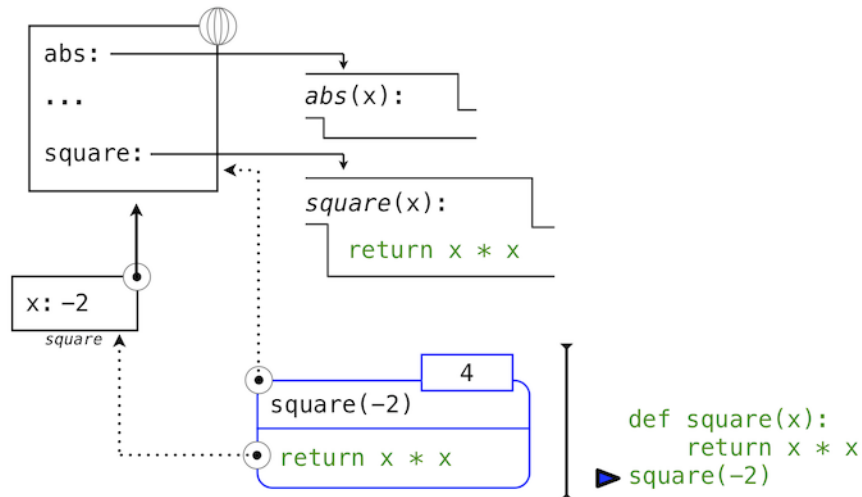 abs:
...
square:
abs(x):
square(x):
return x * x
x: -2
square
4
square(-2)
return x * x
def square(x):
    return x * x
square(-2)